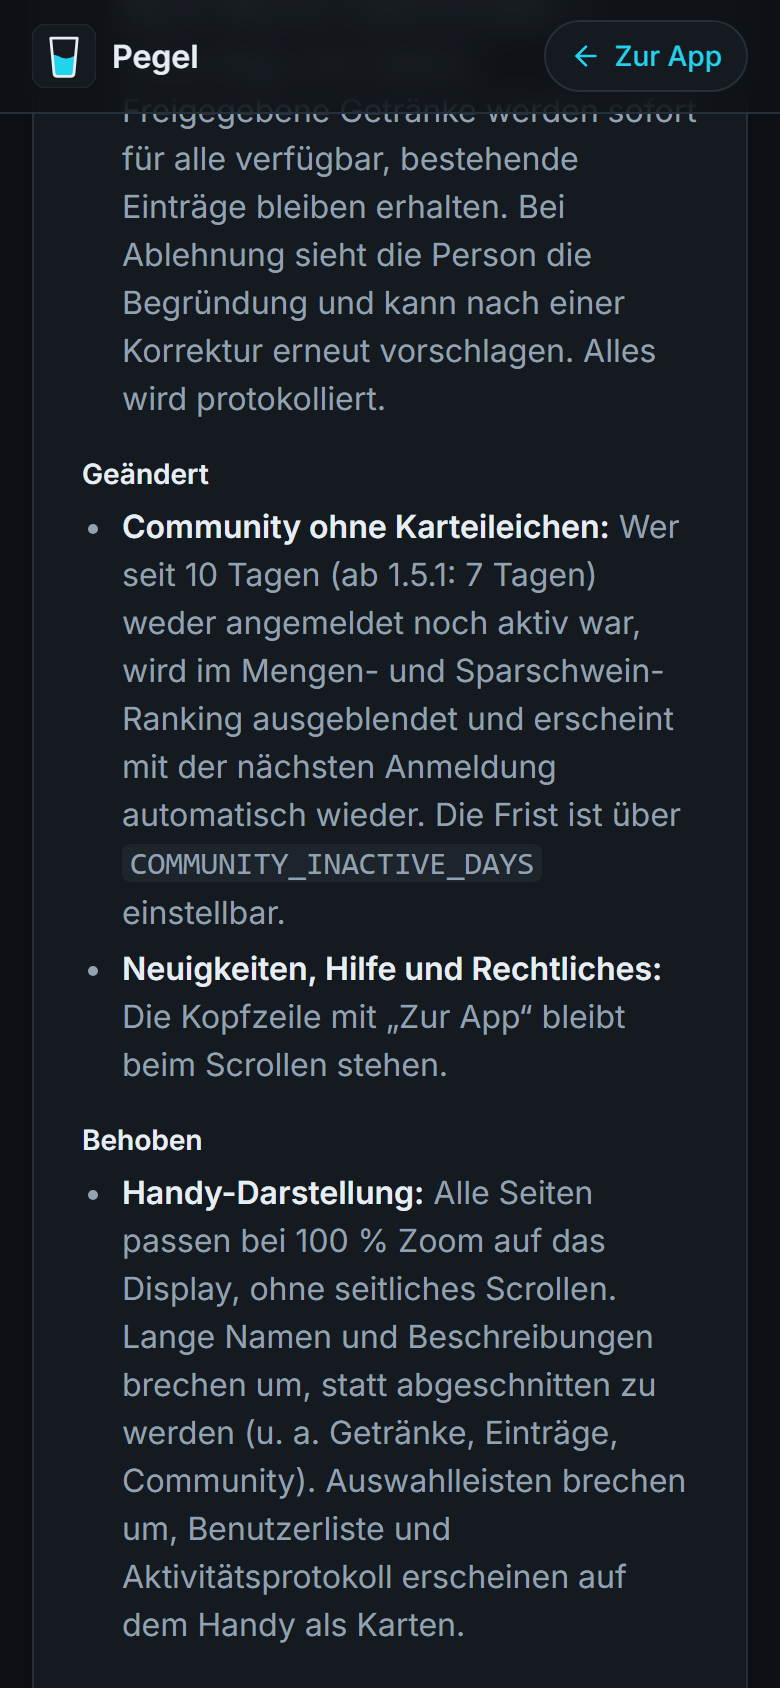 Pegel
← Zur App
Freigegebene Getränke werden sofort
für alle verfügbar, bestehende
Einträge bleiben erhalten. Bei
Ablehnung sieht die Person die
Begründung und kann nach einer
Korrektur erneut vorschlagen. Alles
wird protokolliert.
Geändert
• Community ohne Karteileichen: Wer
seit 10 Tagen (ab 1.5.1: 7 Tagen)
weder angemeldet noch aktiv war,
wird im Mengen- und Sparschwein-
Ranking ausgeblendet und erscheint
mit der nächsten Anmeldung
automatisch wieder. Die Frist ist über
COMMUNITY_INACTIVE_DAYS
einstellbar.
• Neuigkeiten, Hilfe und Rechtliches:
Die Kopfzeile mit „Zur App“ bleibt
beim Scrollen stehen.
Behoben
• Handy-Darstellung: Alle Seiten
passen bei 100 % Zoom auf das
Display, ohne seitliches Scrollen.
Lange Namen und Beschreibungen
brechen um, statt abgeschnitten zu
werden (u. a. Getränke, Einträge,
Community). Auswahlleisten brechen
um, Benutzerliste und
Aktivitätsprotokoll erscheinen auf
dem Handy als Karten.